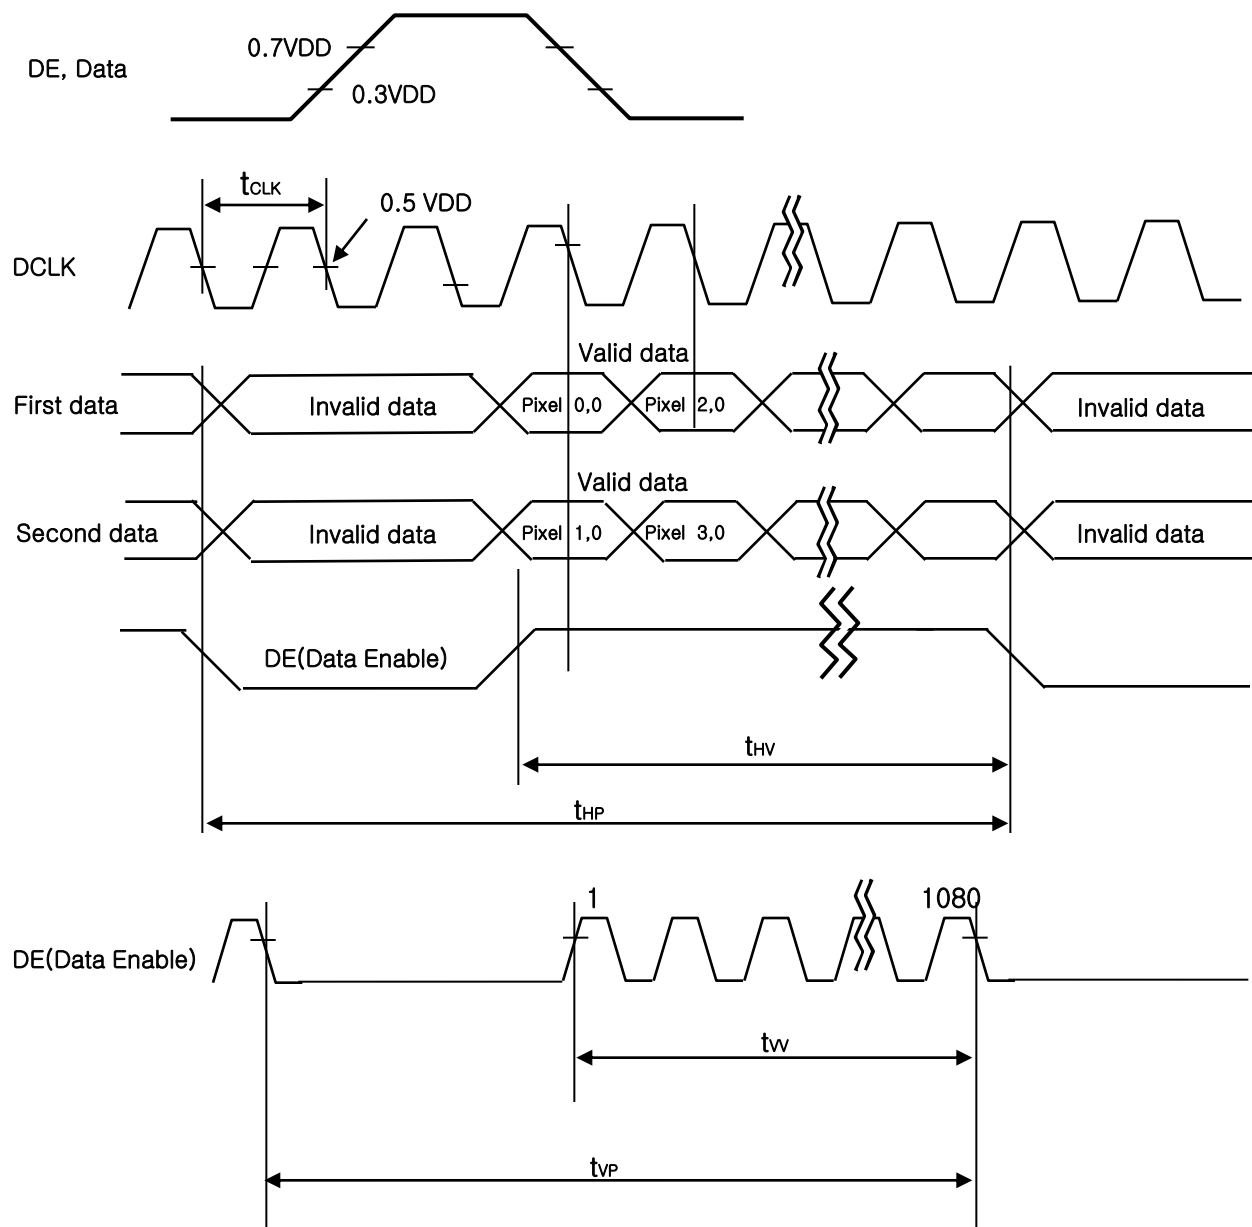 0.7VDD
DE, Data
0.3VDD
tCLK
0.5 VDD
DCLK
Valid data
First data
Invalid data
Pixel 0,0
Pixel 2,0
Invalid data
Valid data
Second data
Invalid data
Pixel 1,0
Pixel 3,0
Invalid data
DE(Data Enable)
tHV
tHP
1
1080
DE(Data Enable)
tVV
tVP